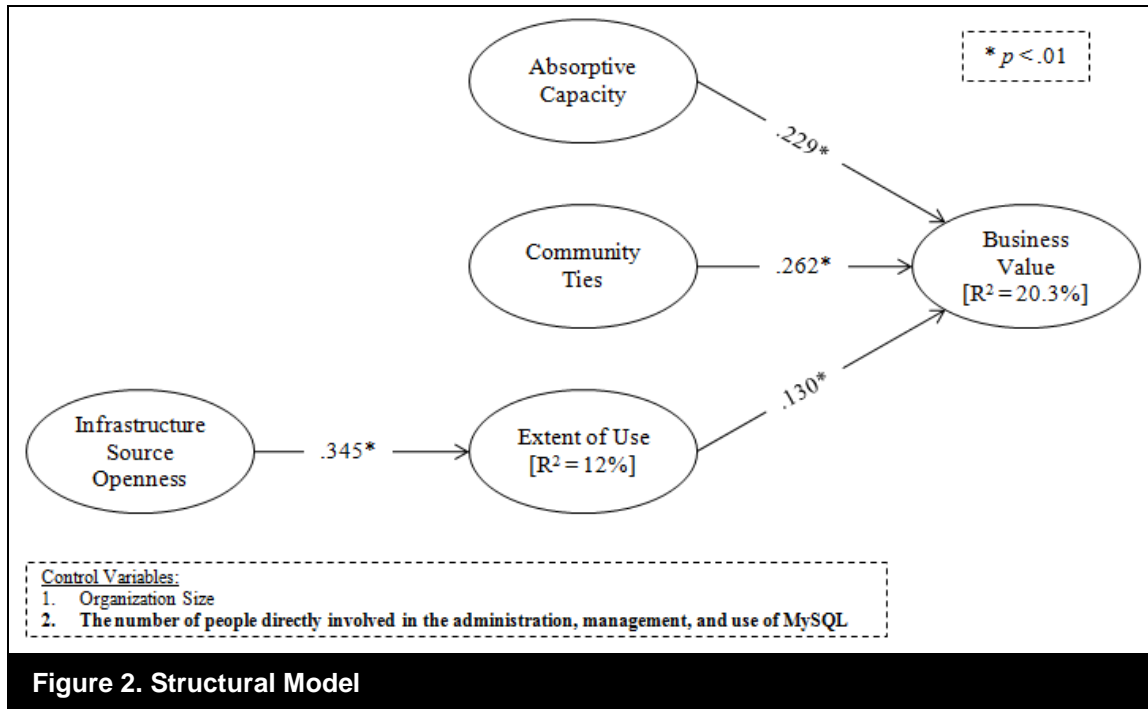 Absorptive
Capacity
* p < .01
.229*
Community
Ties
.262*
Business
Value
[R² = 20.3%]
.130*
Infrastructure
Source
Openness
.345*
Extent of Use
[R² = 12%]
Control Variables:
1. Organization Size
2. The number of people directly involved in the administration, management, and use of MySQL
Figure 2. Structural Model